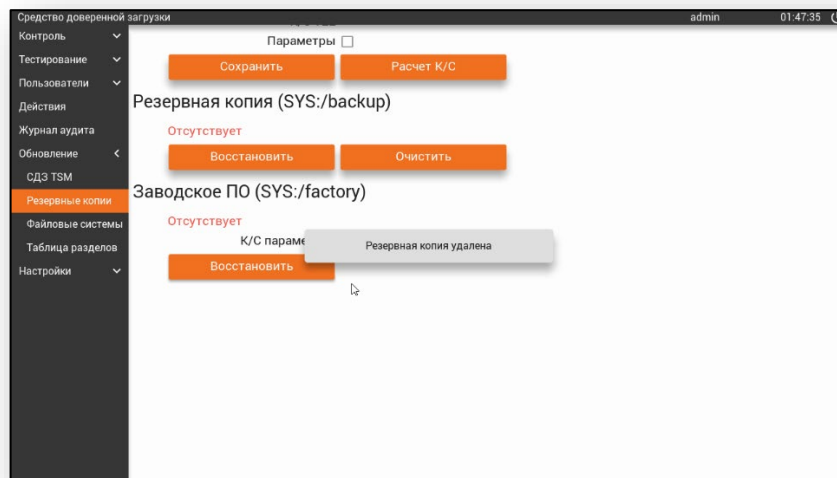 Средство доверенной загрузки admin 01:47:35
Контроль
Тестирование
Пользователи
Действия
Журнал аудита
Обновление
СДЗ TSM
Резервные копии
Файловые системы
Таблица разделов
Настройки
Параметры
Сохранить Расчет К/С
Резервная копия (SYS:/backup)
Отсутствует
Восстановить Очистить
Заводское ПО (SYS:/factory)
Отсутствует
К/С параме
Резервная копия удалена
Восстановить